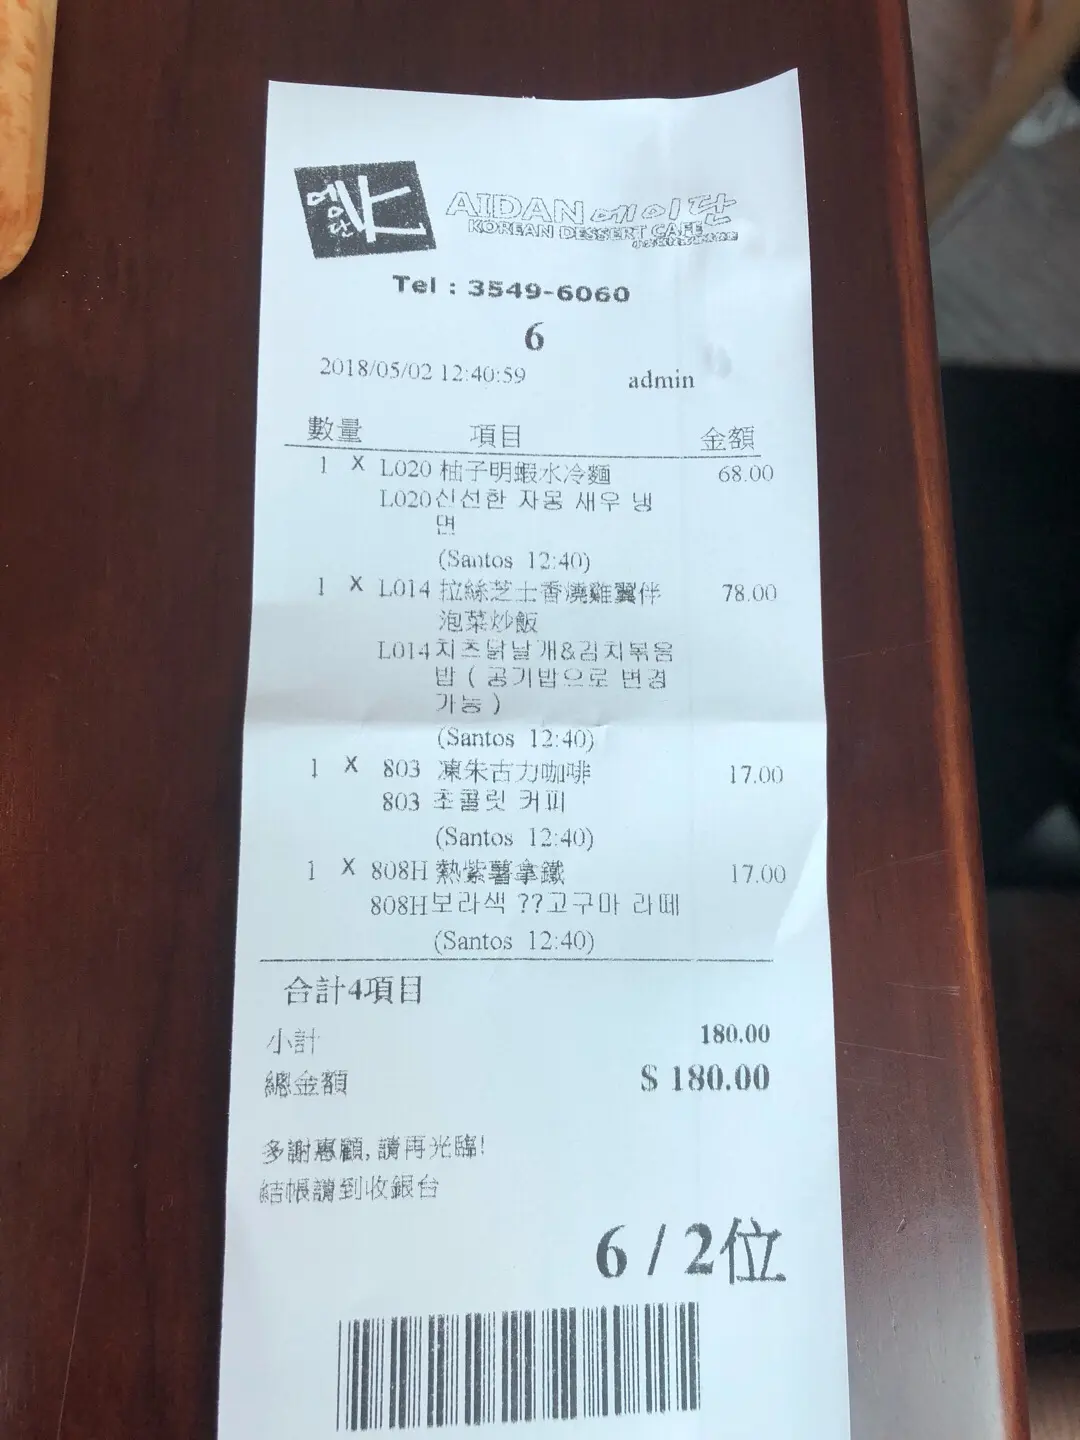 에이단 K
AIDAN 에이단
KOREAN DESSERT CAFE
Tel : 3549-6060
6
2018/05/02 12:40:59 admin
數量 項目 金額
1 X L020 柚子明蝦水冷麵 68.00
L020신선한 자몽 새우 냉
면
(Santos 12:40)
1 X L014 拉絲芝士香燒雞翼伴 78.00
泡菜炒飯
L014치즈닭날개&김치볶음
밥 ( 공기밥으로 변경
가능 )
(Santos 12:40)
1 X 803 凍朱古力咖啡 17.00
803 초콜릿 커피
(Santos 12:40)
1 X 808H 熱紫薯拿鐵 17.00
808H보라색 ??고구마 라떼
(Santos 12:40)
合計4項目
小計 180.00
總金額 $ 180.00
多謝惠顧,請再光臨!
結帳請到收銀台
6 / 2位